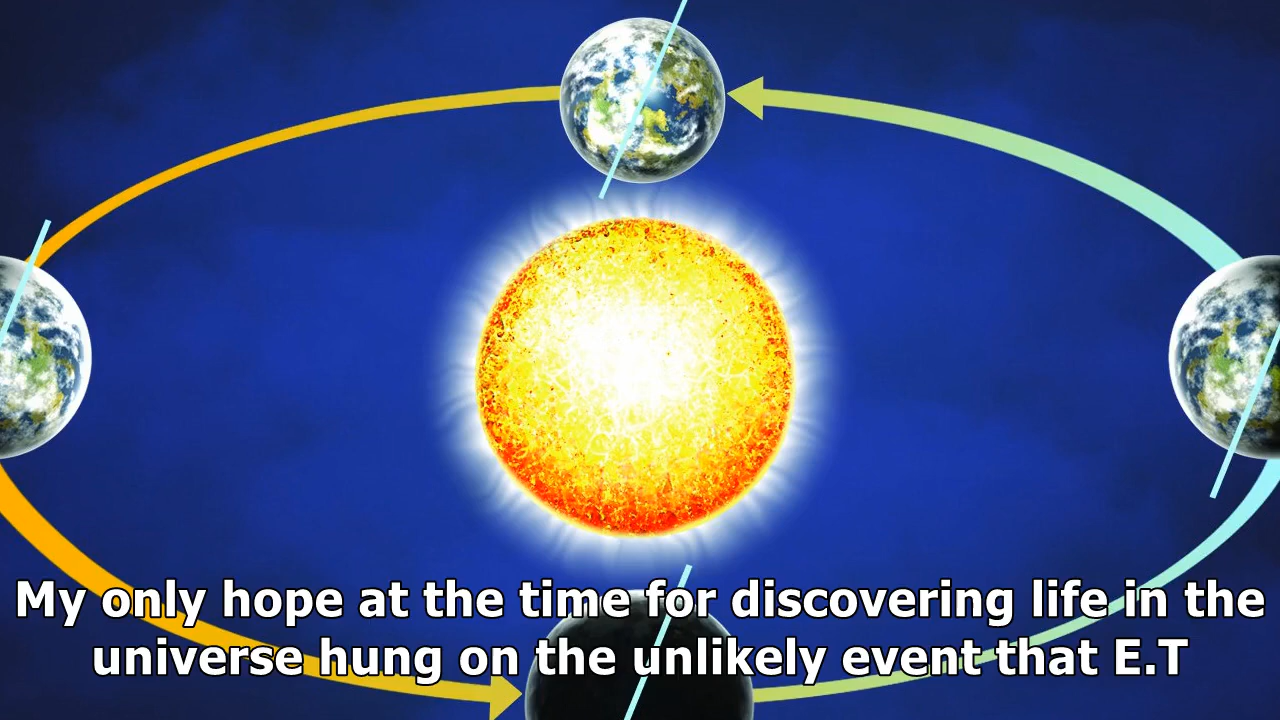 My only hope at the time for discovering life in the
universe hung on the unlikely event that E.T